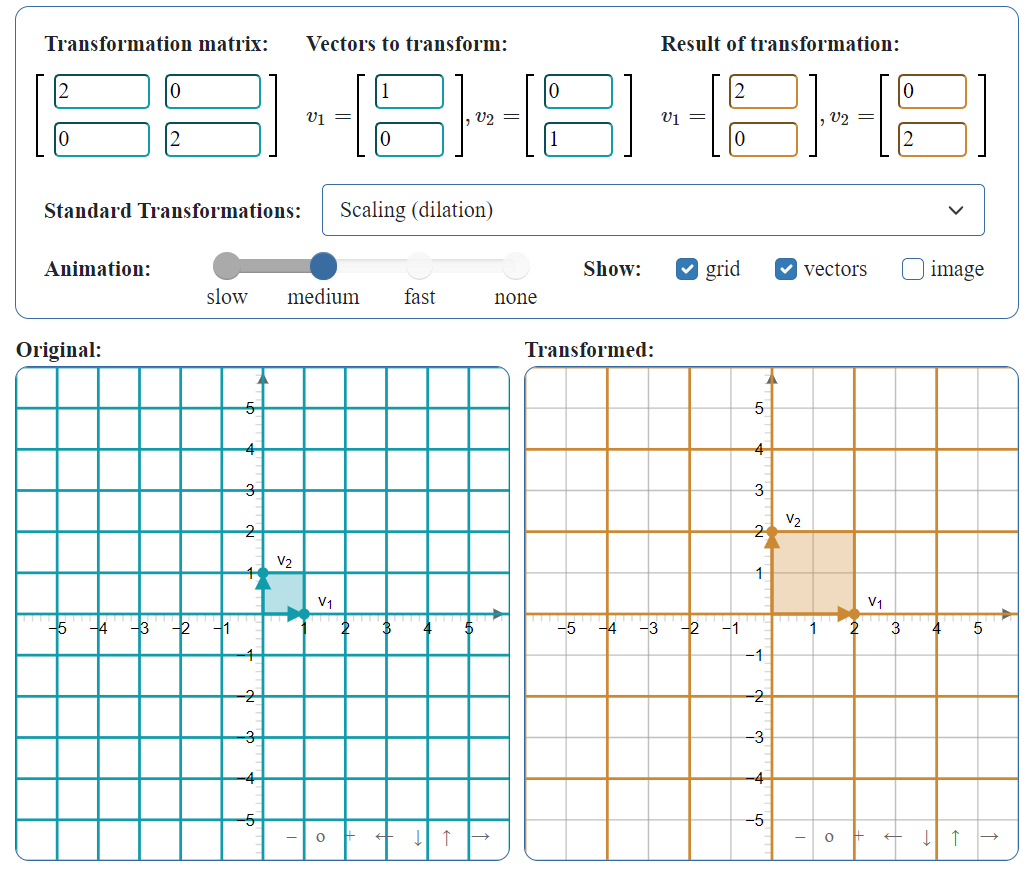 Transformation matrix: Vectors to transform: Result of transformation:
2 0 1 0 2 0
v₁ = , v₂ = v₁ = , v₂ =
0 2 0 1 0 2
Standard Transformations: Scaling (dilation)
Animation: Show: grid vectors image
slow medium fast none
Original:
5
4
3
2
v₂
1
v₁
−5 −4 −3 −2 −1 1 2 3 4 5
−1
−2
−3
−4
−5
− o + ← ↓ ↑ →
Transformed:
5
4
3
2 v₂
1
v₁
−5 −4 −3 −2 −1 1 2 3 4 5
−1
−2
−3
−4
−5
− o + ← ↓ ↑ →